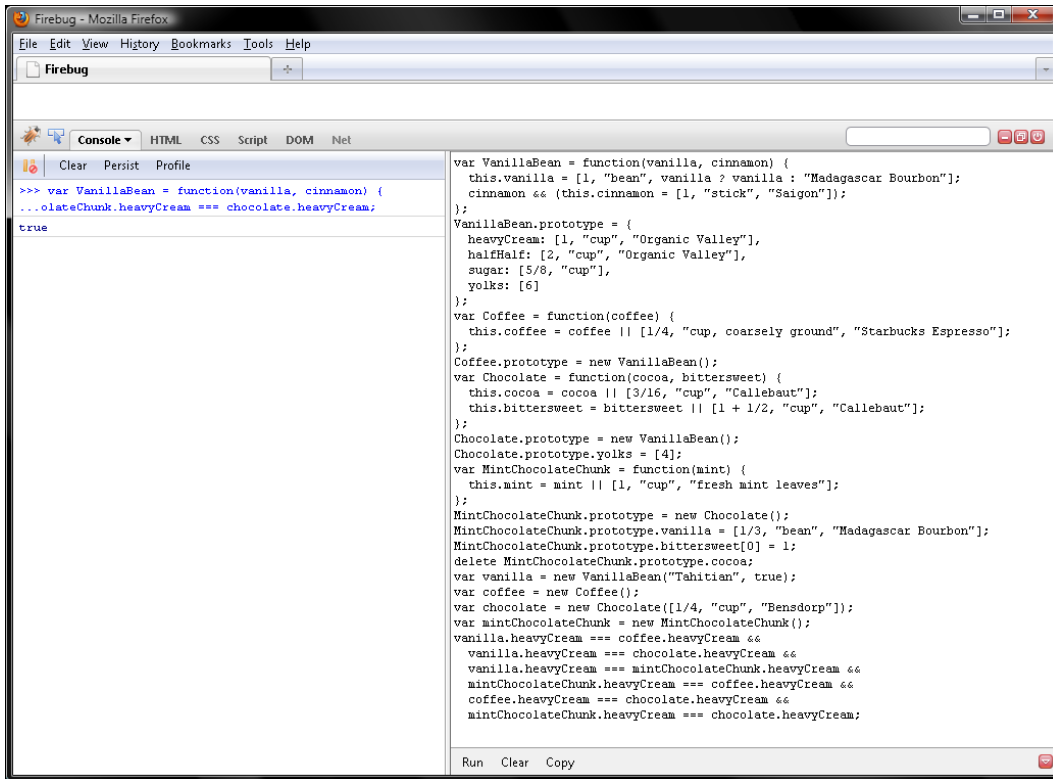 Firebug - Mozilla Firefox
File Edit View History Bookmarks Tools Help
Firebug
Console HTML CSS Script DOM Net
Clear Persist Profile
>>> var VanillaBean = function(vanilla, cinnamon) {
...olateChunk.heavyCream === chocolate.heavyCream;
true
var VanillaBean = function(vanilla, cinnamon) {
  this.vanilla = [1, "bean", vanilla ? vanilla : "Madagascar Bourbon"];
  cinnamon && (this.cinnamon = [1, "stick", "Saigon"]);
};
VanillaBean.prototype = {
  heavyCream: [1, "cup", "Organic Valley"],
  halfHalf: [2, "cup", "Organic Valley"],
  sugar: [5/8, "cup"],
  yolks: [6]
};
var Coffee = function(coffee) {
  this.coffee = coffee || [1/4, "cup, coarsely ground", "Starbucks Espresso"];
};
Coffee.prototype = new VanillaBean();
var Chocolate = function(cocoa, bittersweet) {
  this.cocoa = cocoa || [3/16, "cup", "Callebaut"];
  this.bittersweet = bittersweet || [1 + 1/2, "cup", "Callebaut"];
};
Chocolate.prototype = new VanillaBean();
Chocolate.prototype.yolks = [4];
var MintChocolateChunk = function(mint) {
  this.mint = mint || [1, "cup", "fresh mint leaves"];
};
MintChocolateChunk.prototype = new Chocolate();
MintChocolateChunk.prototype.vanilla = [1/3, "bean", "Madagascar Bourbon"];
MintChocolateChunk.prototype.bittersweet[0] = 1;
delete MintChocolateChunk.prototype.cocoa;
var vanilla = new VanillaBean("Tahitian", true);
var coffee = new Coffee();
var chocolate = new Chocolate([1/4, "cup", "Bensdorp"]);
var mintChocolateChunk = new MintChocolateChunk();
vanilla.heavyCream === coffee.heavyCream &&
  vanilla.heavyCream === chocolate.heavyCream &&
  vanilla.heavyCream === mintChocolateChunk.heavyCream &&
  mintChocolateChunk.heavyCream === coffee.heavyCream &&
  coffee.heavyCream === chocolate.heavyCream &&
  mintChocolateChunk.heavyCream === chocolate.heavyCream;
Run Clear Copy